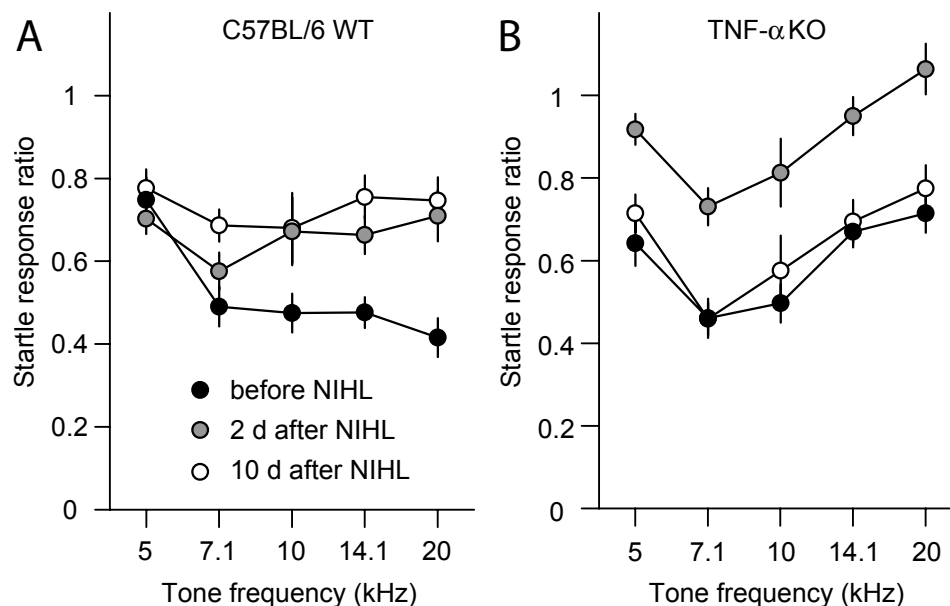 A
C57BL/6 WT
Startle response ratio
1
0.8
0.6
0.4
0.2
0
before NIHL
2 d after NIHL
10 d after NIHL
5 7.1 10 14.1 20
Tone frequency (kHz)
B
TNF-αKO
Startle response ratio
1
0.8
0.6
0.4
0.2
0
5 7.1 10 14.1 20
Tone frequency (kHz)